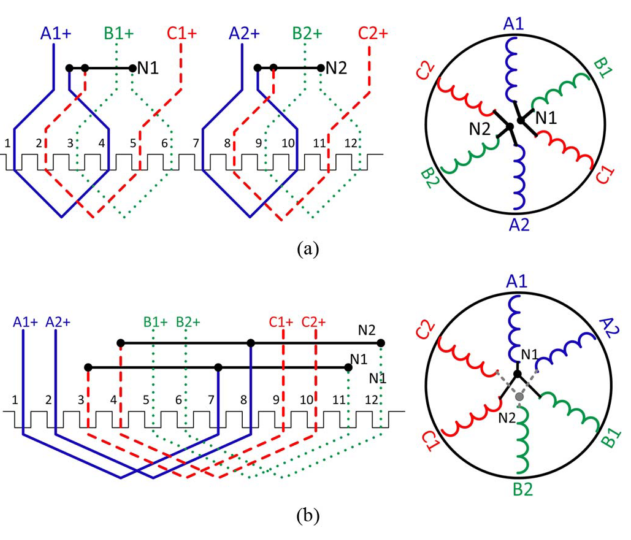 A1+ B1+ C1+ A2+ B2+ C2+
N1 N2
1 2 3 4 5 6 7 8 9 10 11 12
A1
B1
C2
N1
N2
B2
C1
A2
(a)
A1+ A2+ B1+ B2+ C1+ C2+
N2
N1
N1
1 2 3 4 5 6 7 8 9 10 11 12
A1
A2
C2
N1
N2
C1
B1
B2
(b)